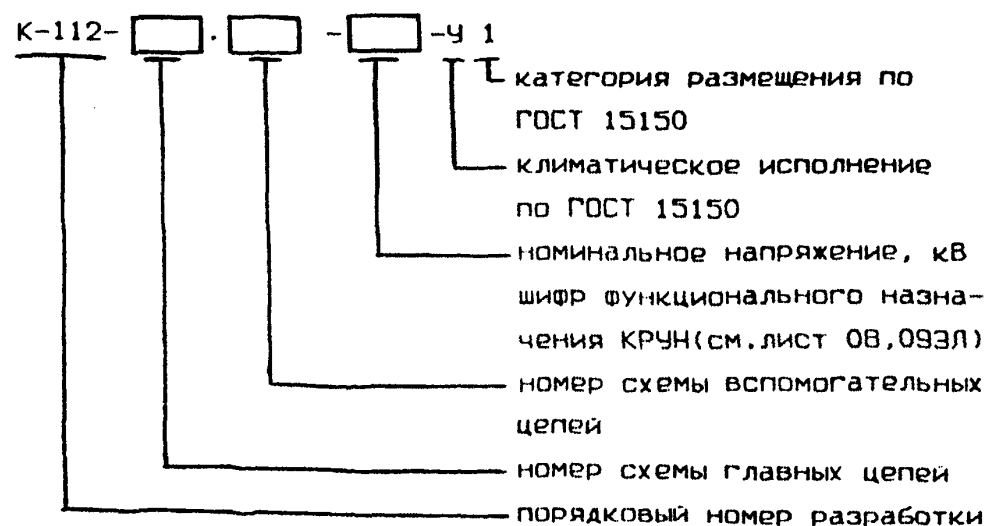 К-112- . - -У 1
категория размещения по
ГОСТ 15150
климатическое исполнение
по ГОСТ 15150
номинальное напряжение, кВ
шифр функционального назна-
чения КРУН(см.лист 08,09ЭЛ)
номер схемы вспомогательных
цепей
номер схемы главных цепей
порядковый номер разработки